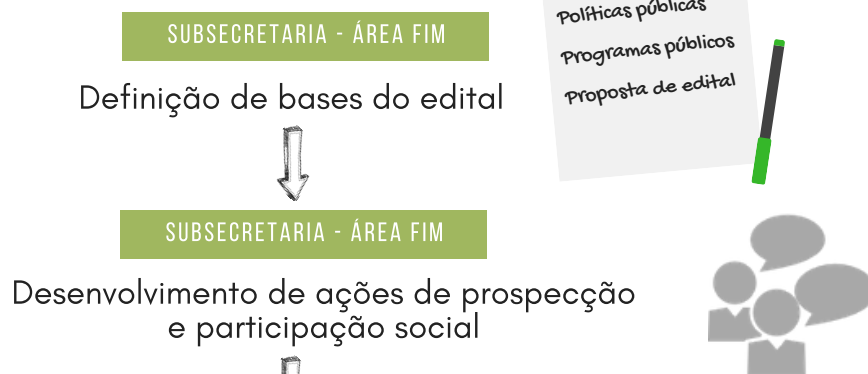 SUBSECRETARIA - ÁREA FIM
Definição de bases do edital
Políticas públicas
Programas públicos
Proposta de edital
SUBSECRETARIA - ÁREA FIM
Desenvolvimento de ações de prospecção
e participação social